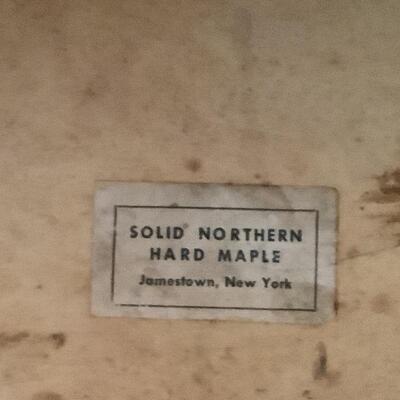 SOLID NORTHERN
HARD MAPLE
Jamestown, New York